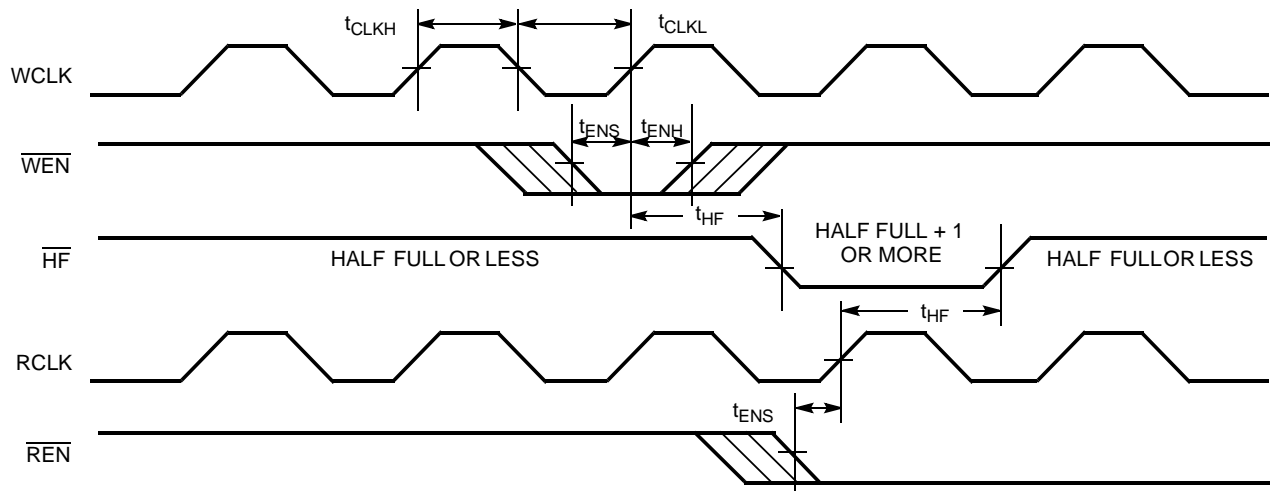 tCLKH
tCLKL
WCLK
tENS
tENH
WEN
tHF
HALF FULL + 1
OR MORE
HF
HALF FULL OR LESS
HALF FULL OR LESS
tHF
RCLK
tENS
REN